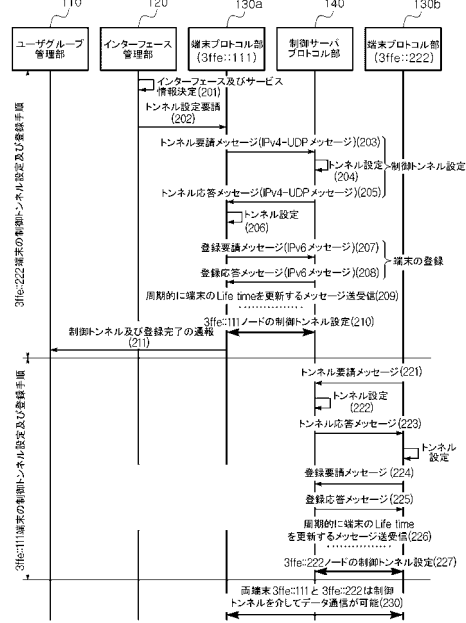 110
120
130a
140
130b
ユーザグループ
管理部
インターフェース
管理部
端末プロトコル部
(3ffe::111)
制御サーバ
プロトコル部
端末プロトコル部
(3ffe::222)
3ffe::222端末の制御トンネル設定及び登録手順
インターフェース及びサービス
情報決定(201)
トンネル設定要請
(202)
トンネル要請メッセージ(IPv4-UDPメッセージ)(203)
トンネル設定
(204)
制御トンネル設定
トンネル応答メッセージ(IPv4-UDPメッセージ)(205)
トンネル設定
(206)
登録要請メッセージ(IPv6メッセージ)(207)
端末の登録
登録応答メッセージ(IPv6メッセージ)(208)
周期的に端末のLife timeを更新するメッセージ送受信(209)
3ffe::111ノードの制御トンネル設定(210)
制御トンネル及び登録完了の通報
(211)
3ffe::111端末の制御トンネル設定及び登録手順
トンネル要請メッセージ(221)
トンネル設定
(222)
トンネル応答メッセージ(223)
トンネル
設定
登録要請メッセージ(224)
登録応答メッセージ(225)
周期的に端末のLife time
を更新するメッセージ送受信(226)
3ffe::222ノードの制御トンネル設定(227)
両端末3ffe::111と3ffe::222は制御
トンネルを介してデータ通信が可能(230)